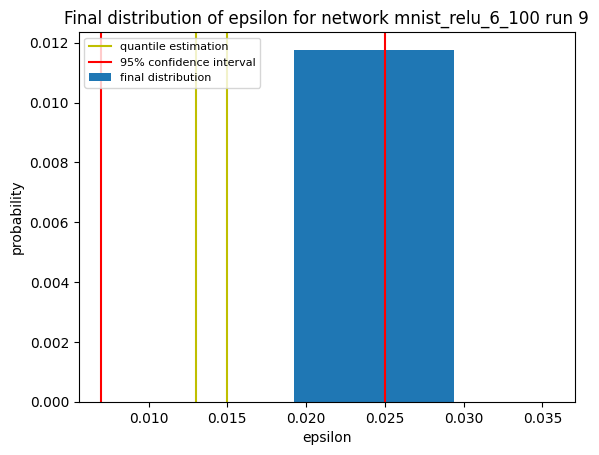 Final distribution of epsilon for network mnist_relu_6_100 run 9
quantile estimation
95% confidence interval
final distribution
0.012
0.010
0.008
0.006
0.004
0.002
0.000
probability
0.010 0.015 0.020 0.025 0.030 0.035
epsilon